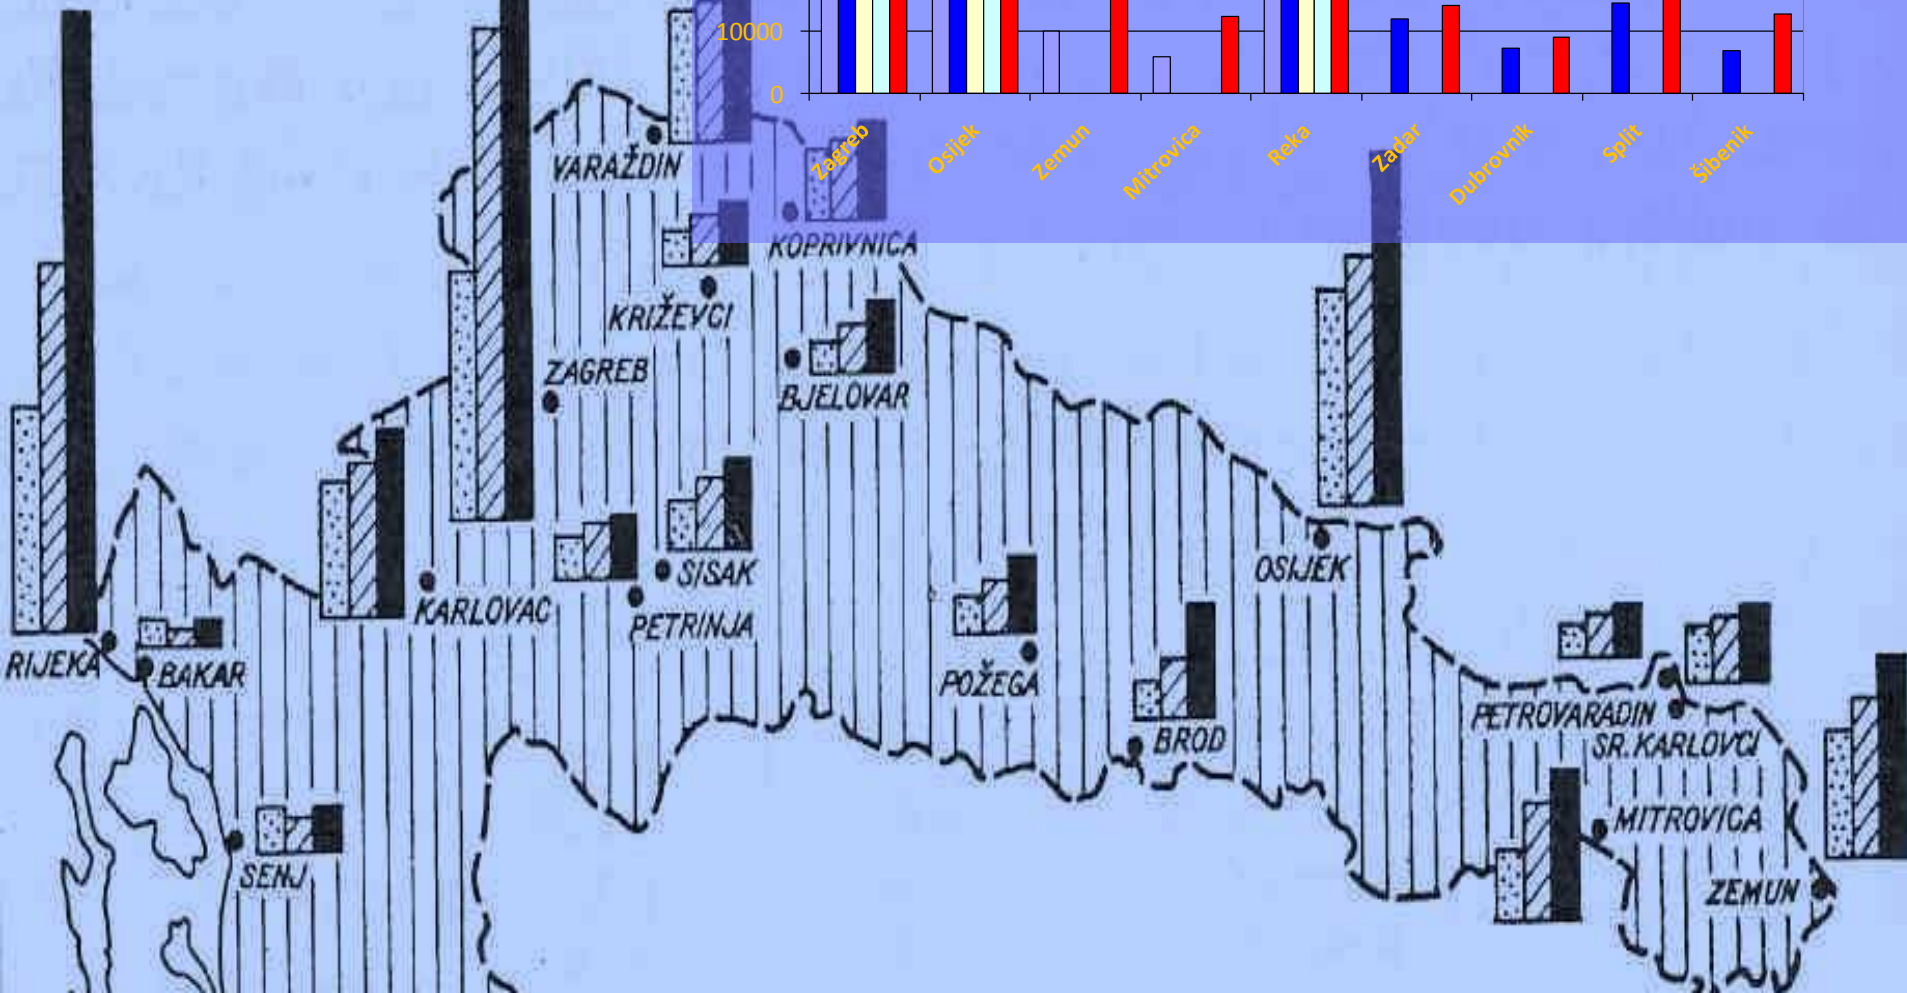 10000
0
Zagreb
Osijek
Zemun
Mitrovica
Reka
Zadar
Dubrovnik
Split
Šibenik
VARAŽDIN
KOPRIVNICA
KRIŽEVCI
ZAGREB
BJELOVAR
SISAK
KARLOVAC
PETRINJA
OSIJEK
RIJEKA
BAKAR
POŽEGA
BROD
PETROVARADIN
SR. KARLOVCI
MITROVICA
SENJ
ZEMUN